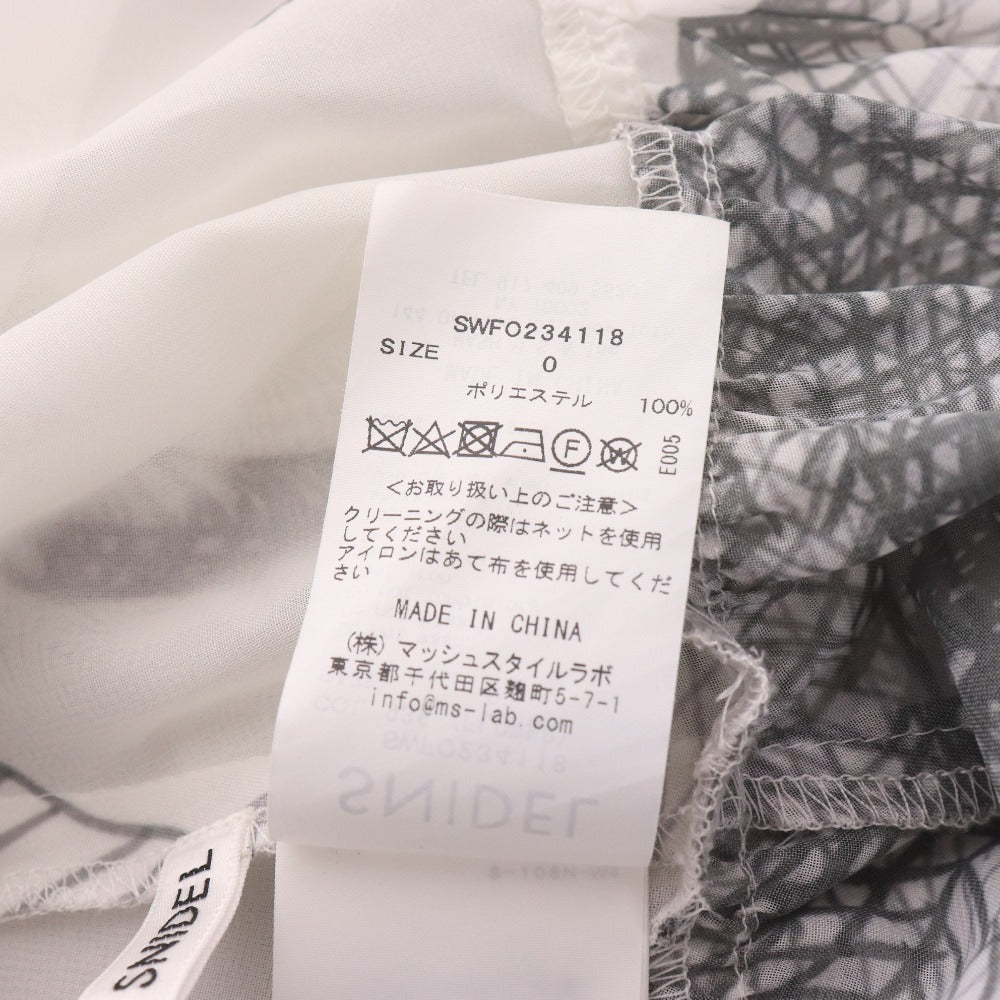 SWFO234118
SIZE 0
ポリエステル 100%
F W E005
<お取り扱い上のご注意>
クリーニングの際はネットを使用
してください
アイロンはあて布を使用してくだ
さい
MADE IN CHINA
(株) マッシュスタイルラボ
東京都千代田区麹町5-7-1
info@ms-lab.com
SWFO234118
SNIDEL
SNIDEL